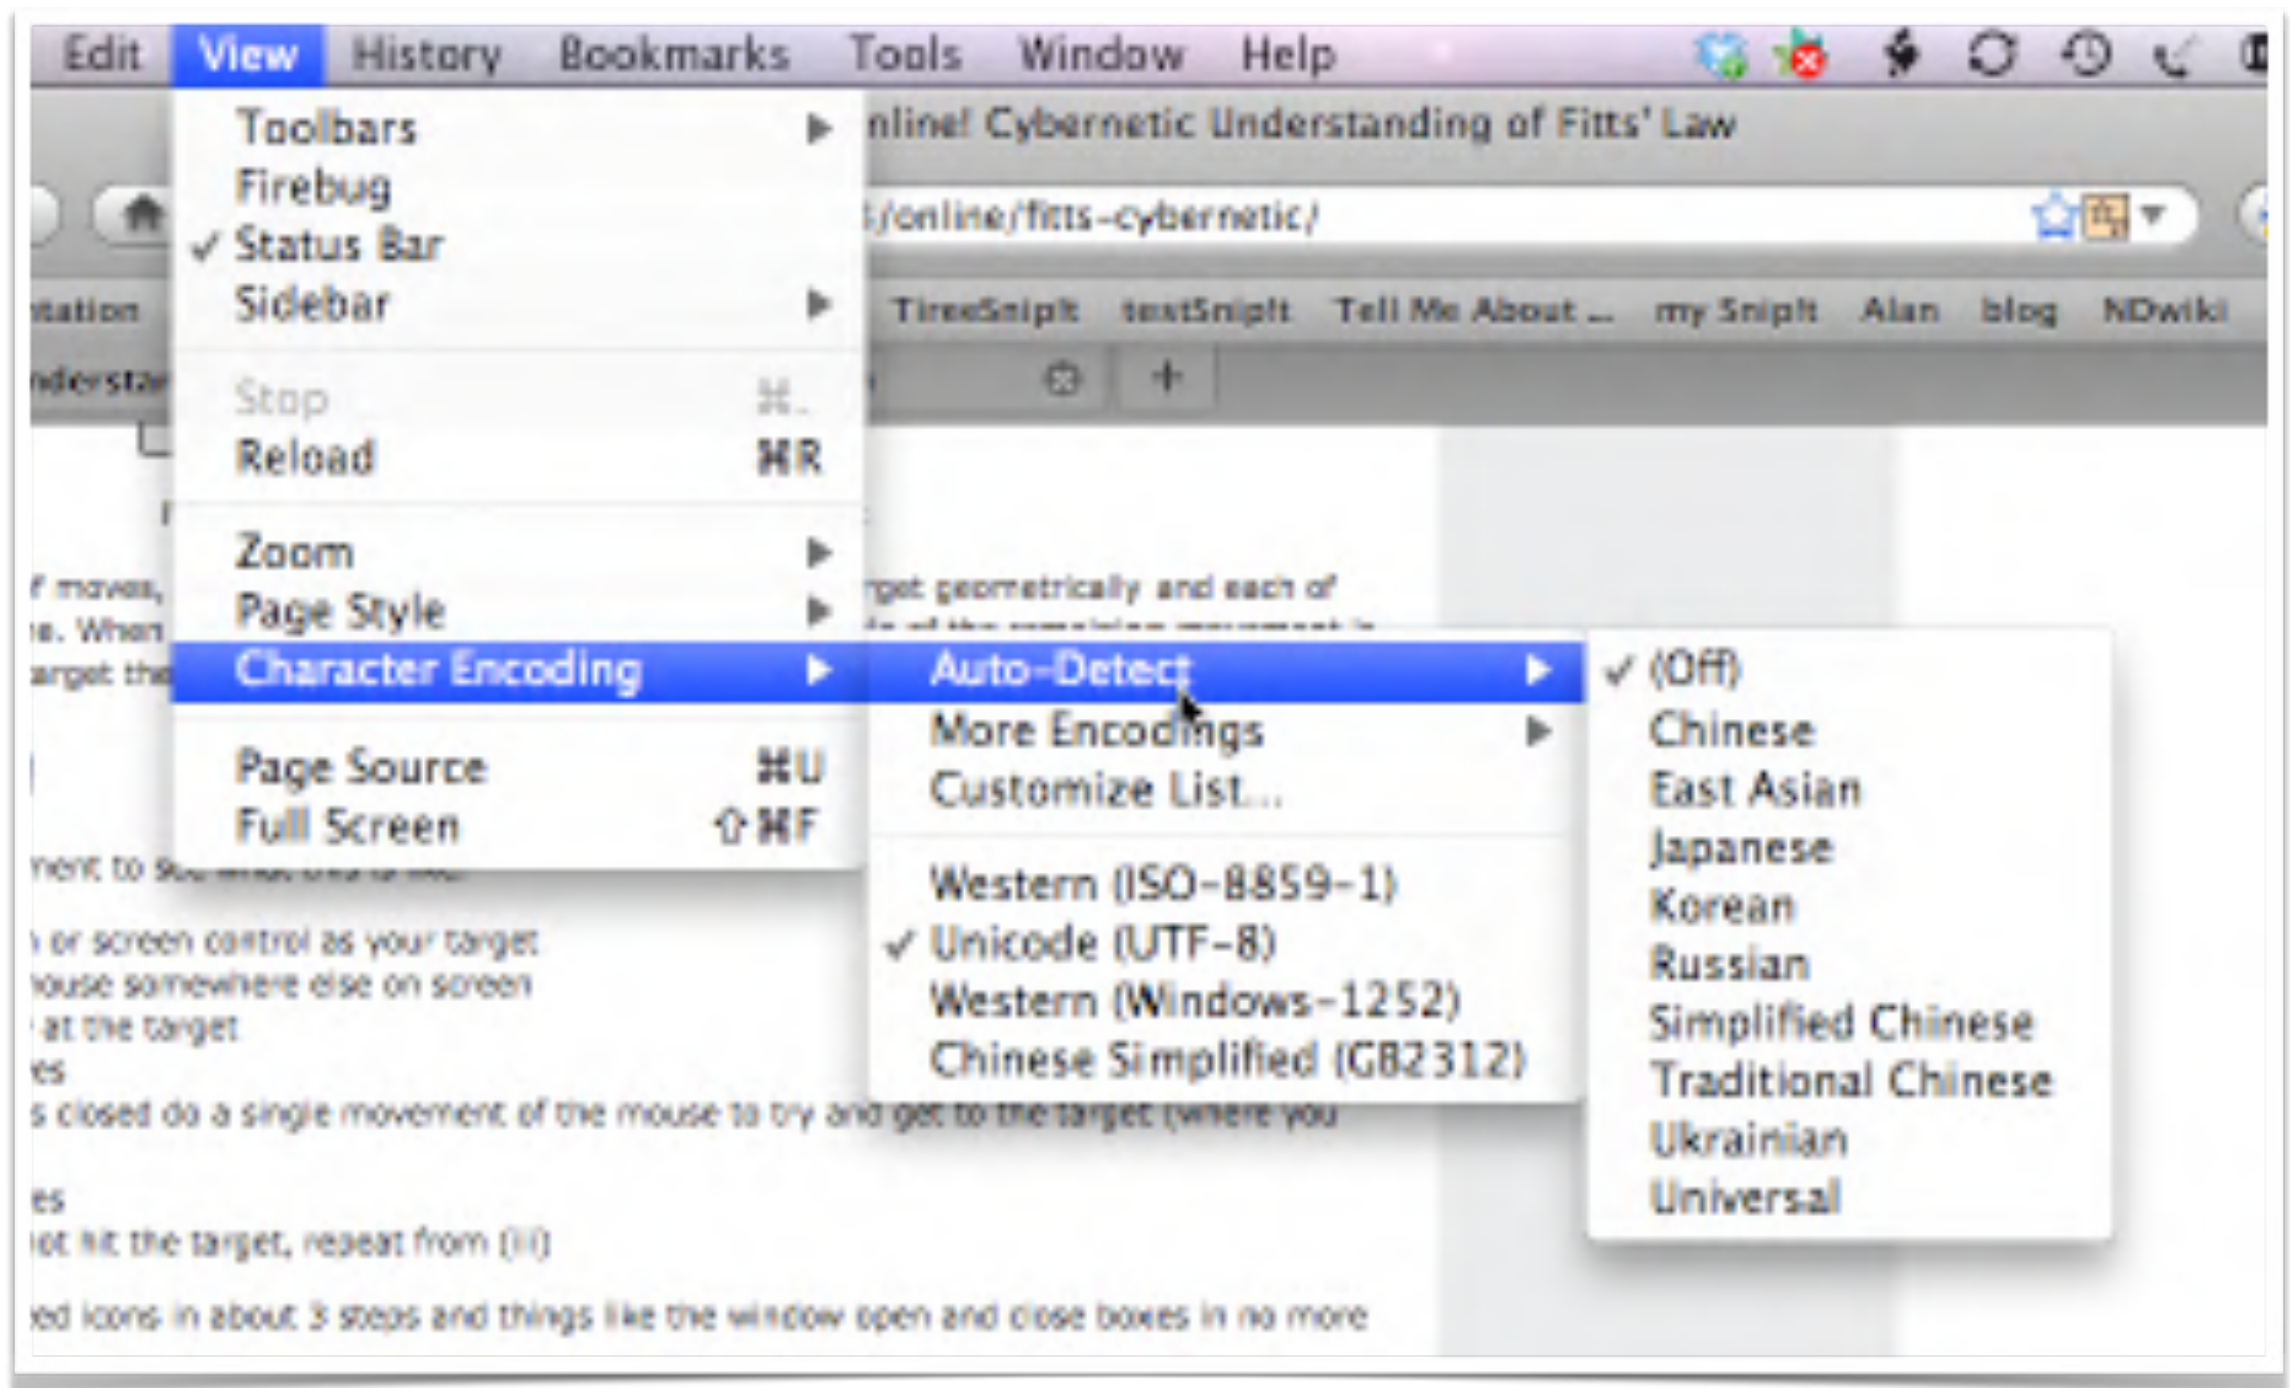 Edit View History Bookmarks Tools Window Help
nline! Cybernetic Understanding of Fitts' Law
/online/fitts-cybernetic/
TireeSnip!t textSnip!t Tell Me About ... my Snip!t Alan blog NDwiki
Toolbars
Firebug
✓ Status Bar
Sidebar
Stop ⌘.
Reload ⌘R
Zoom
Page Style
Character Encoding
Page Source ⌘U
Full Screen ⇧⌘F
Auto-Detect
More Encodings
Customize List...
Western (ISO-8859-1)
✓ Unicode (UTF-8)
Western (Windows-1252)
Chinese Simplified (GB2312)
✓ (Off)
Chinese
East Asian
Japanese
Korean
Russian
Simplified Chinese
Traditional Chinese
Ukrainian
Universal
moves, rget geometrically and each of
When
arget the
ment to
or screen control as your target
ouse somewhere else on screen
at the target
es
s closed do a single movement of the mouse to try and get to the target (where you
es
ot hit the target, repeat from (iii)
ed icons in about 3 steps and things like the window open and close boxes in no more